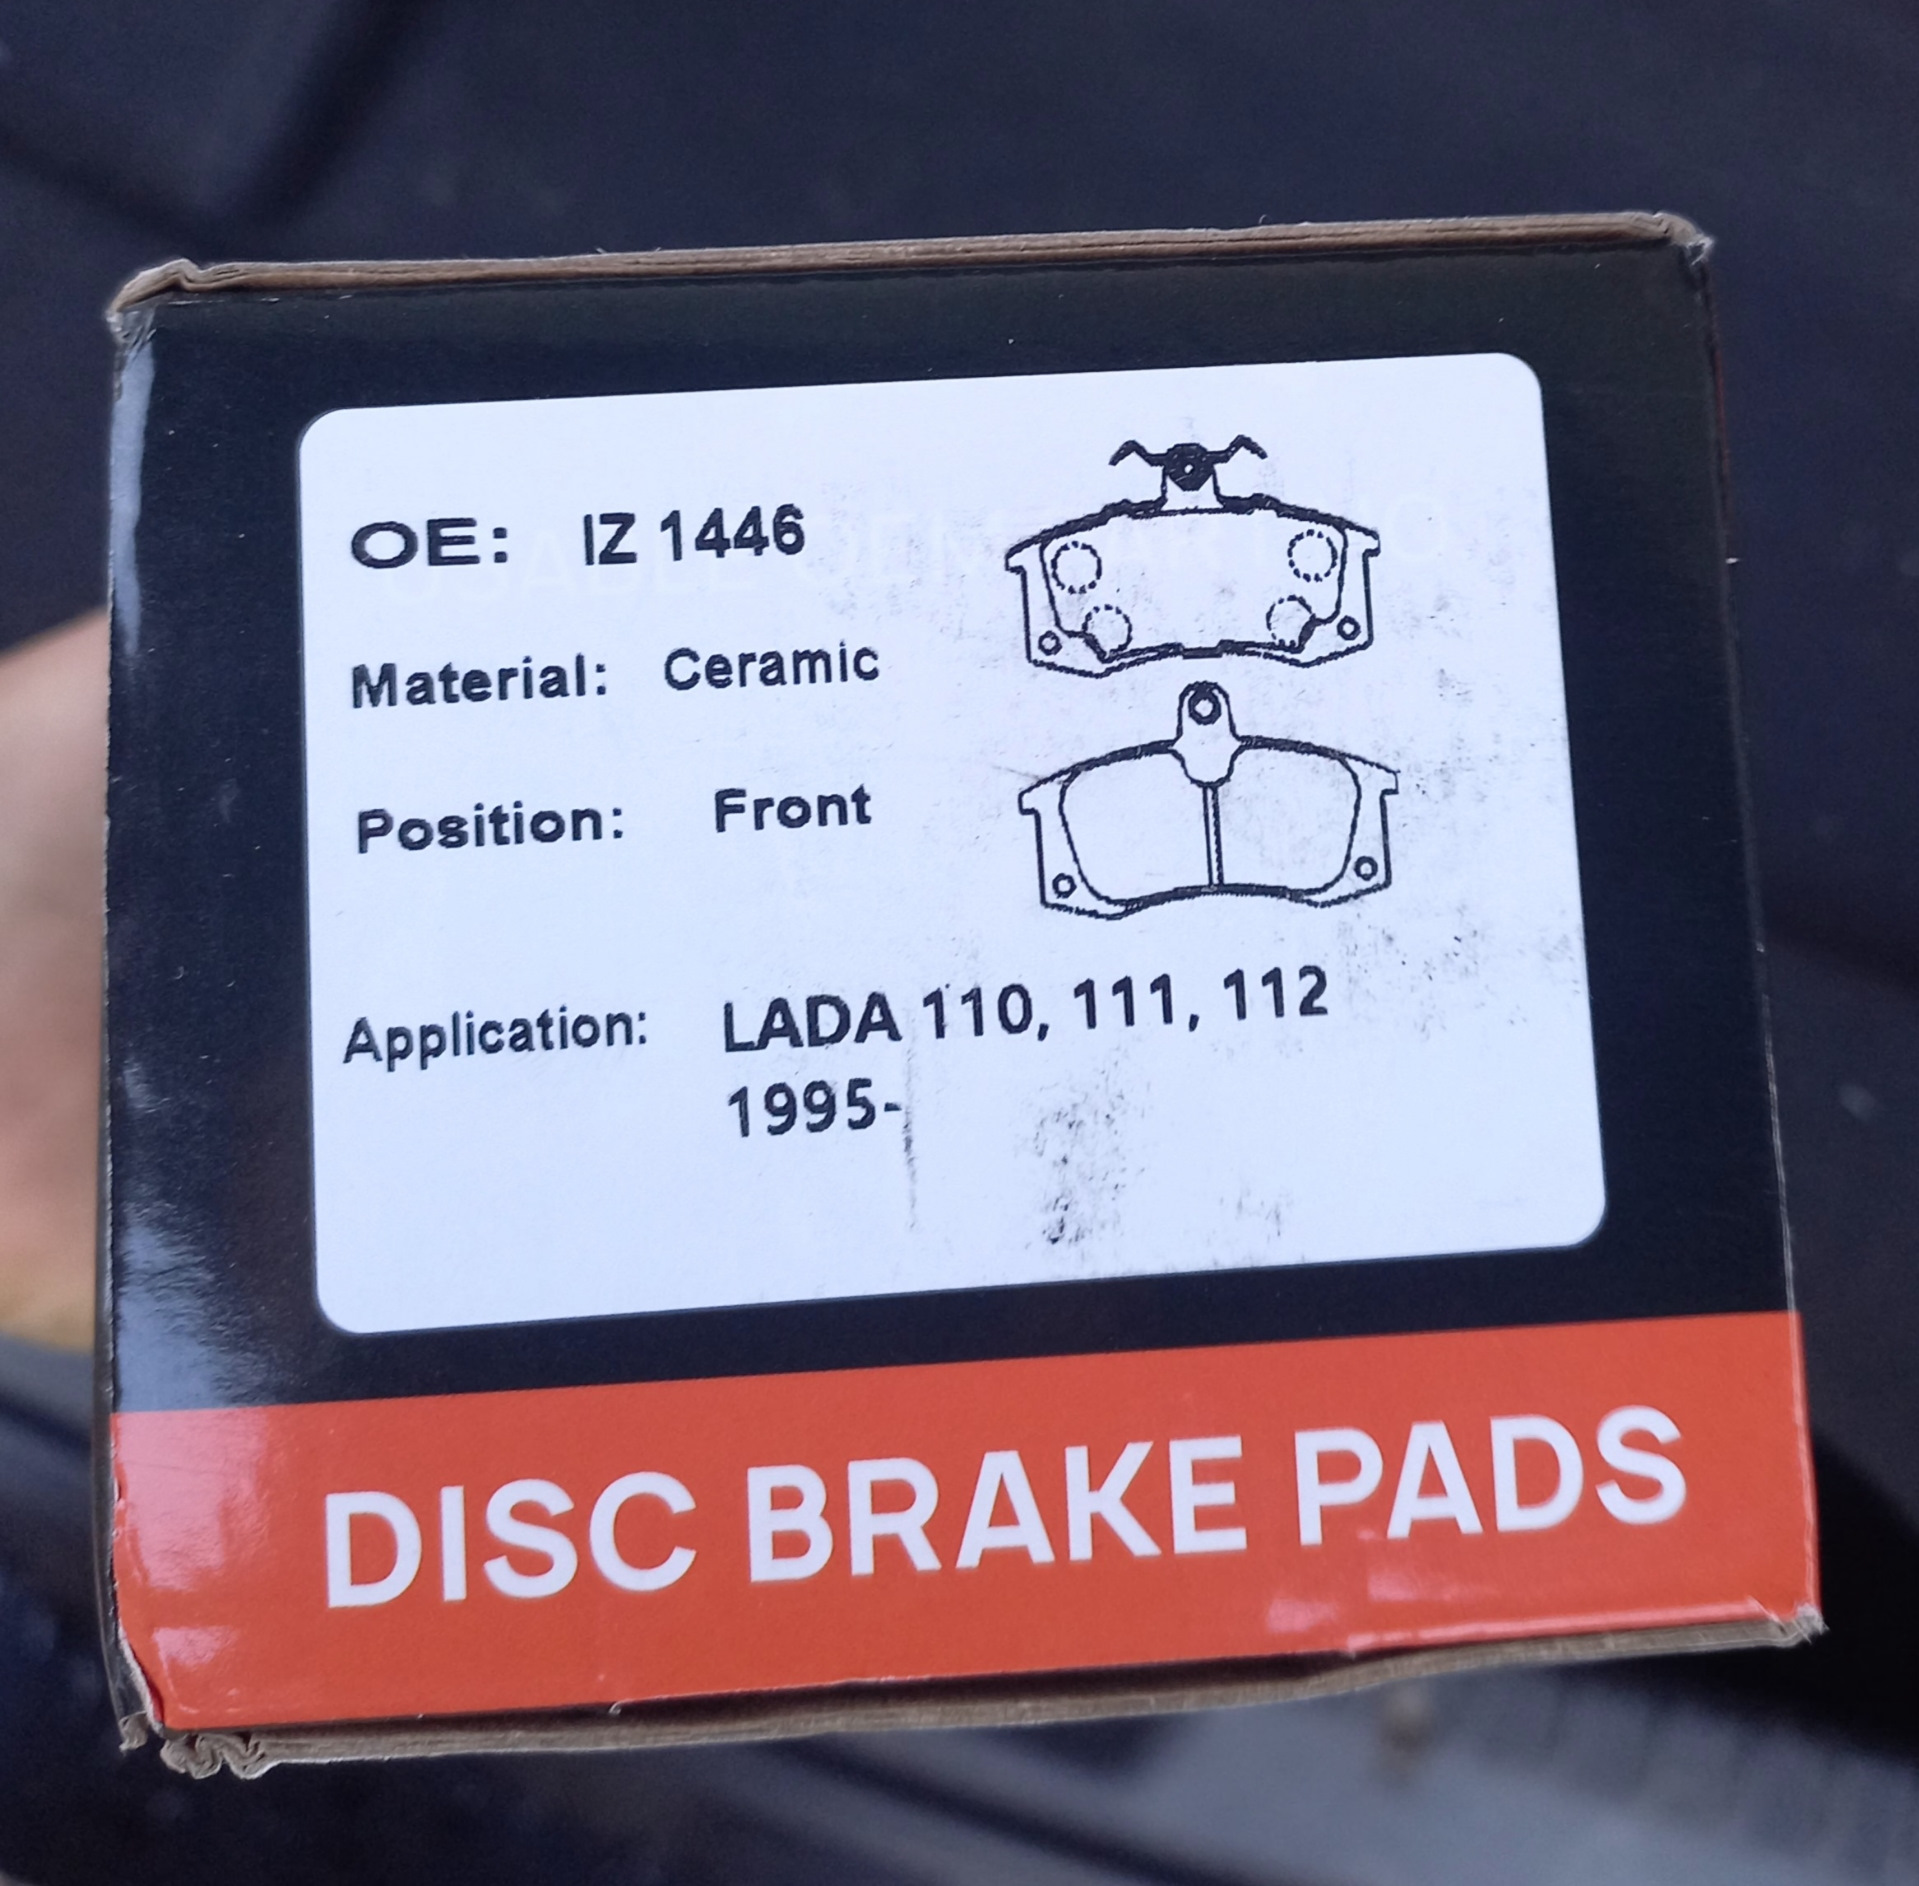 OE: IZ 1446
Material: Ceramic
Position: Front
Application: LADA 110, 111, 112
1995-
DISC BRAKE PADS